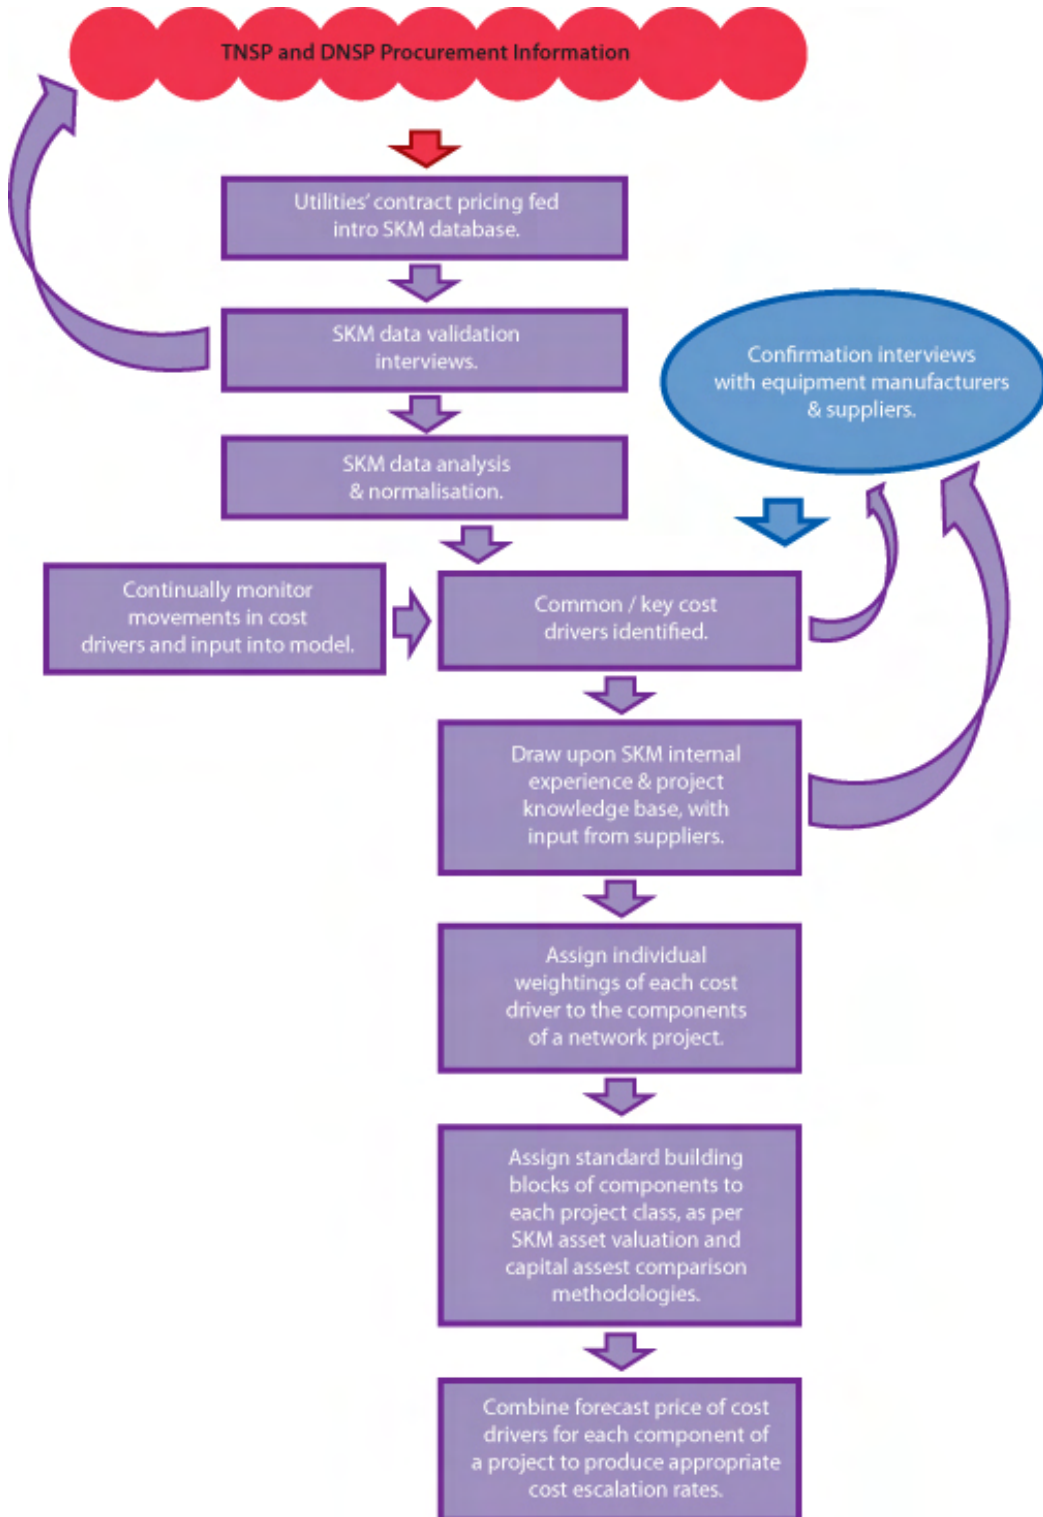 TNSP and DNSP Procurement Information
Utilities' contract pricing fed
intro SKM database.
SKM data validation
interviews.
Confirmation interviews
with equipment manufacturers
& suppliers.
SKM data analysis
& normalisation.
Continually monitor
movements in cost
drivers and input into model.
Common / key cost
drivers identified.
Draw upon SKM internal
experience & project
knowledge base, with
input from suppliers.
Assign individual
weightings of each cost
driver to the components
of a network project.
Assign standard building
blocks of components to
each project class, as per
SKM asset valuation and
capital assest comparison
methodologies.
Combine forecast price of cost
drivers for each component of
a project to produce appropriate
cost escalation rates.